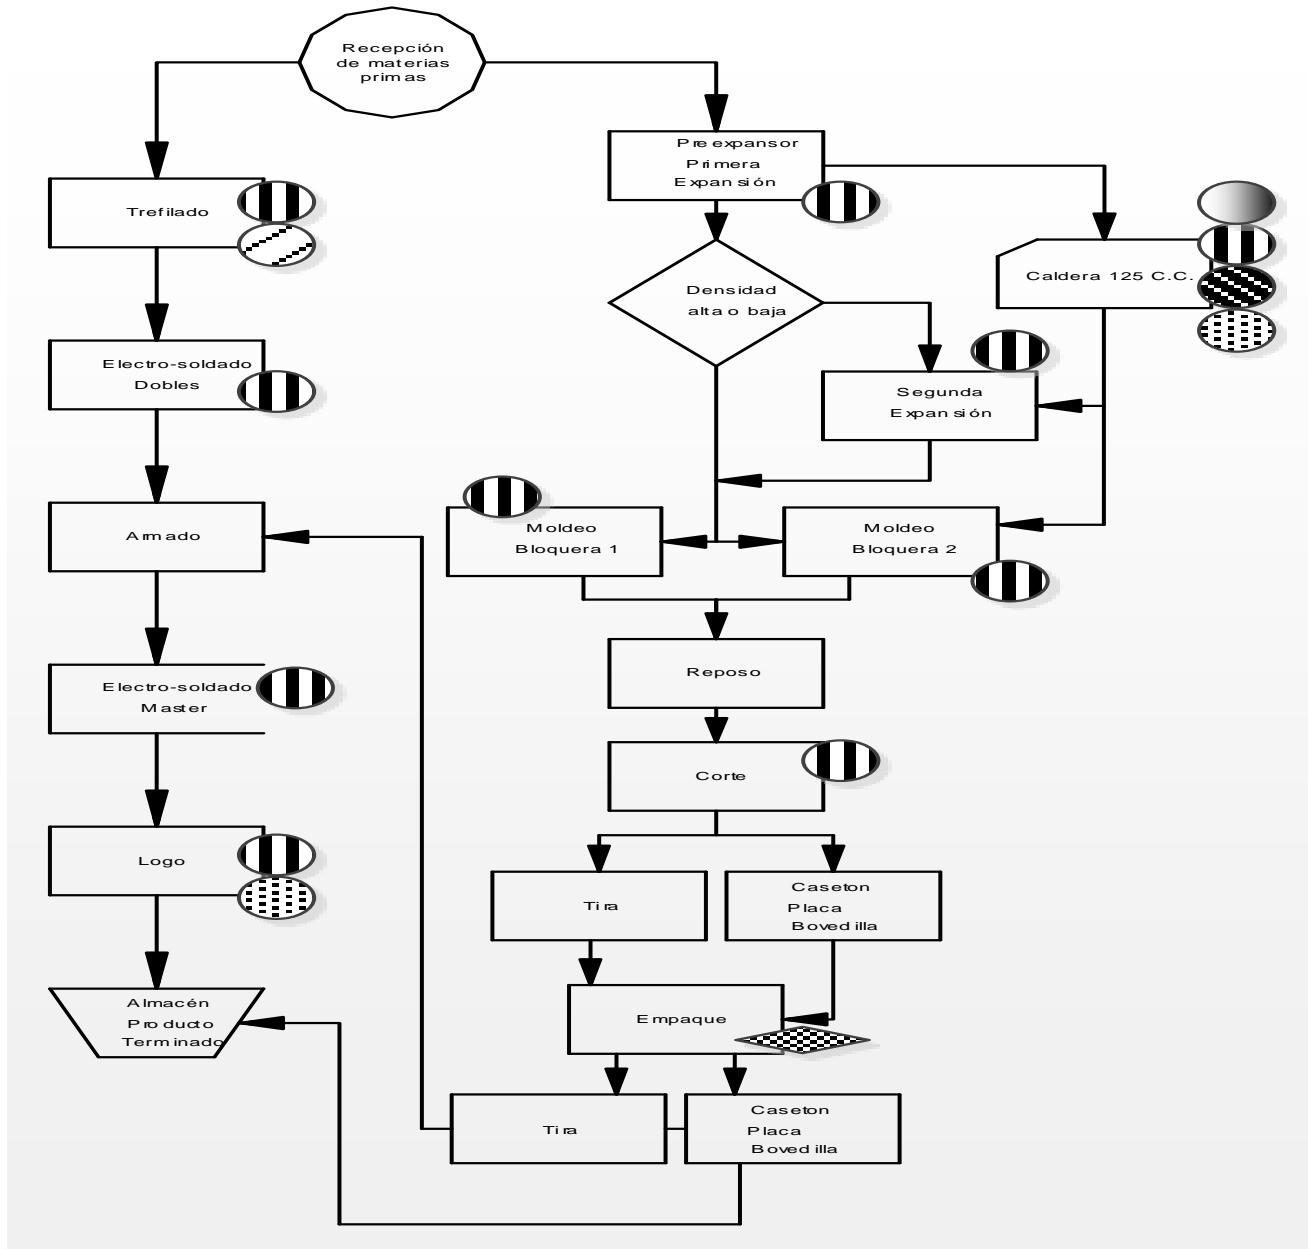 Recepción
de materias
primas
Preexpansor
Primera
Expansión
Trefilado
Densidad
alta o baja
Caldera 125 C.C.
Electro-soldado
Dobles
Segunda
Expansión
Armado
Moldeo
Bloquera 1
Moldeo
Bloquera 2
Reposo
Electro-soldado
Master
Corte
Logo
Tira
Caseton
Placa
Bovedilla
Almacén
Producto
Terminado
Empaque
Tira
Caseton
Placa
Bovedilla